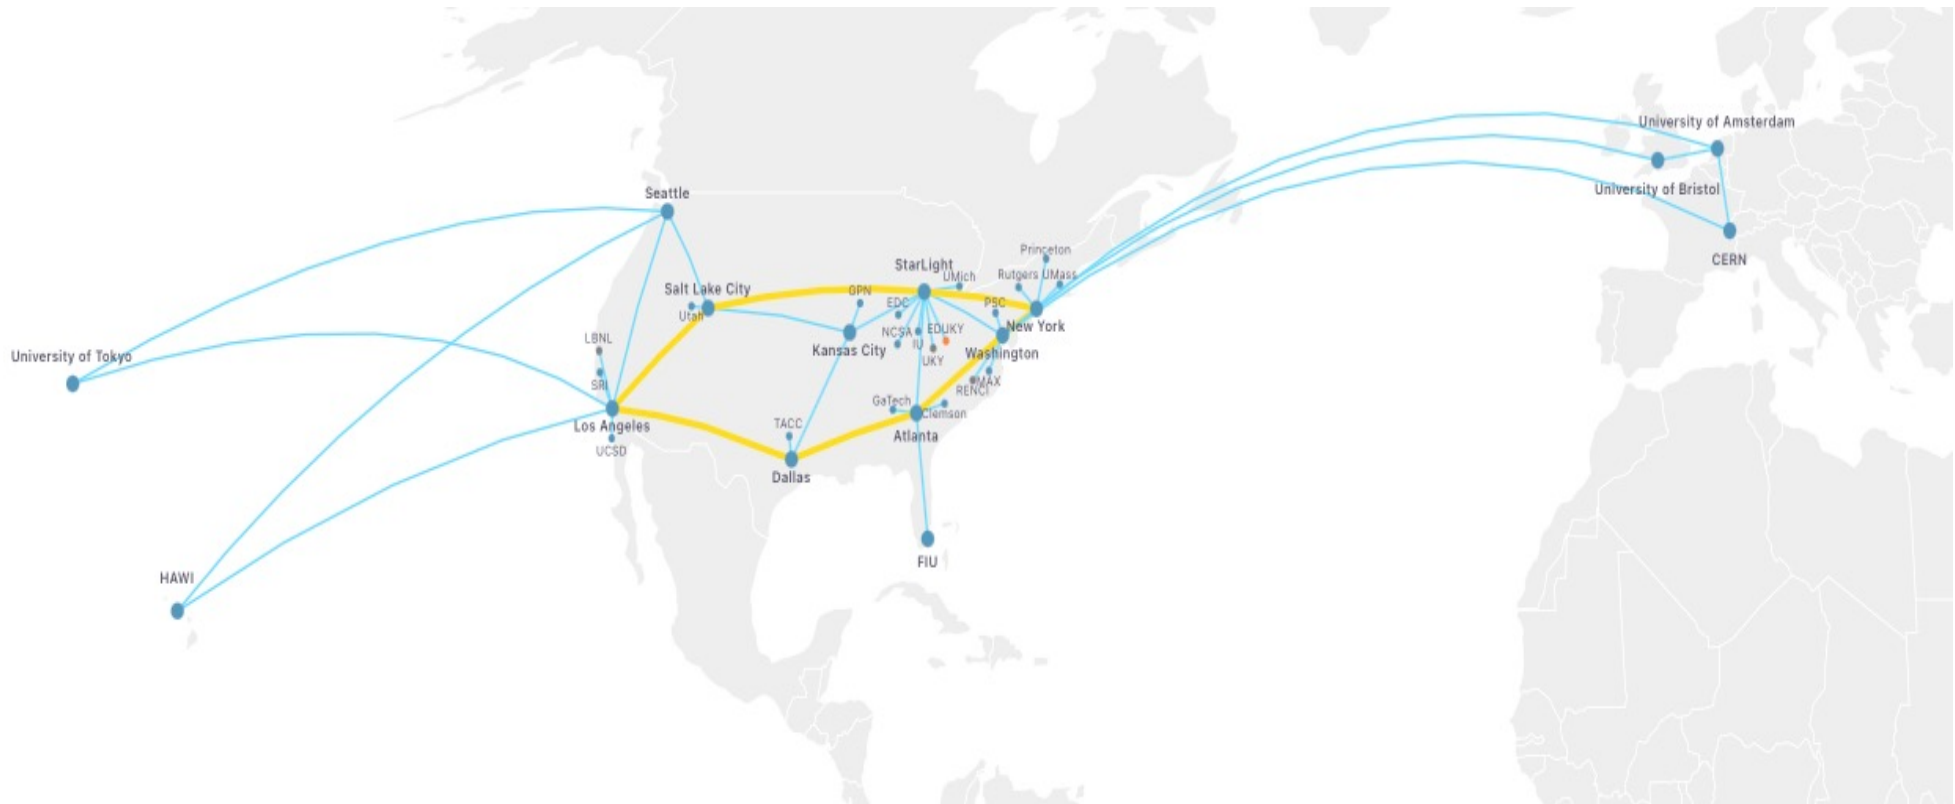 University of Amsterdam
University of Bristol
Seattle
Princeton
CERN
StarLight
Rutgers UMass
UMich
Salt Lake City
GPN
EDC
PSC
Utah
New York
LBNL
NCSA
IU
EDUKY
Kansas City
UKY
Washington
University of Tokyo
SRI
MAX
RENCI
GaTech
Clemson
Los Angeles
TACC
Atlanta
UCSD
Dallas
FIU
HAWI